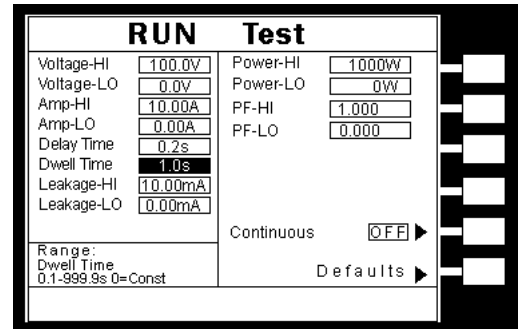 RUN Test
Voltage-HI 100.0V
Voltage-LO 0.0V
Amp-HI 10.00A
Amp-LO 0.00A
Delay Time 0.2s
Dwell Time 1.0s
Leakage-HI 10.00mA
Leakage-LO 0.00mA
Power-HI 1000W
Power-LO 0W
PF-HI 1.000
PF-LO 0.000
Continuous OFF
Defaults
Range:
Dwell Time
0.1-999.9s 0=Const